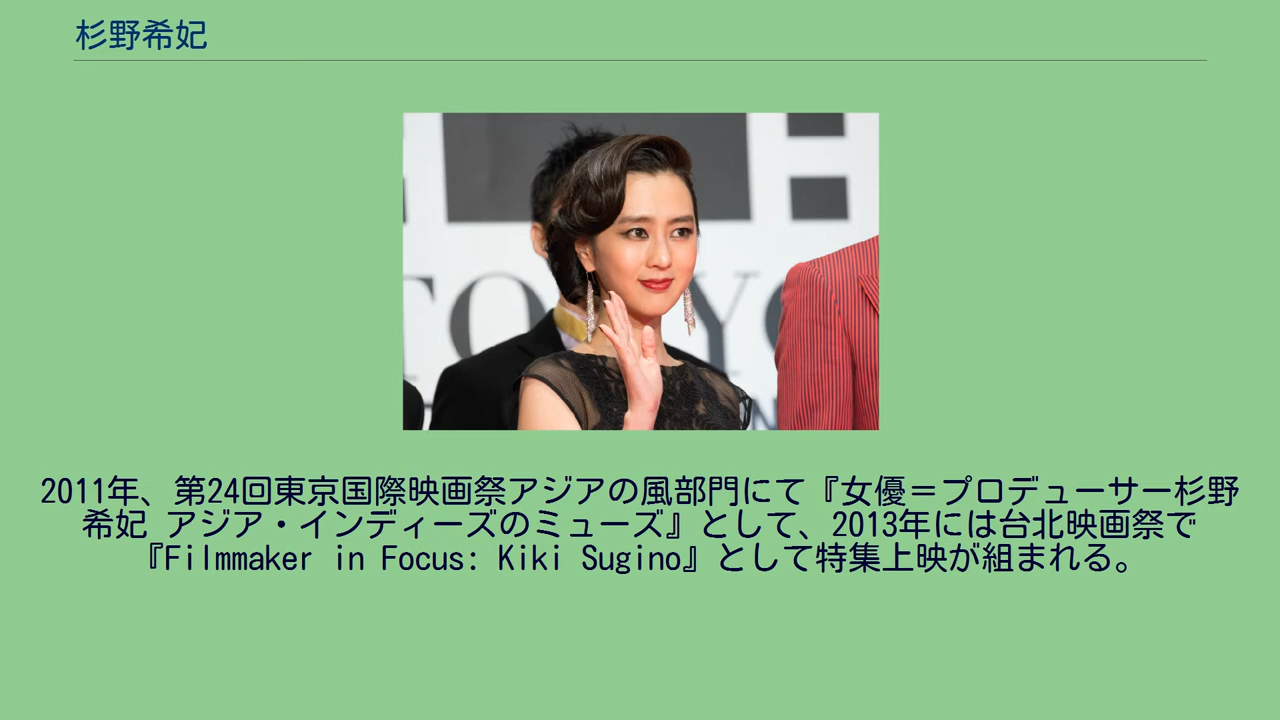 杉野希妃
TOKYO
2011年、第24回東京国際映画祭アジアの風部門にて『女優＝プロデューサー杉野
希妃 アジア・インディーズのミューズ』として、2013年には台北映画祭で
『Filmmaker in Focus: Kiki Sugino』として特集上映が組まれる。